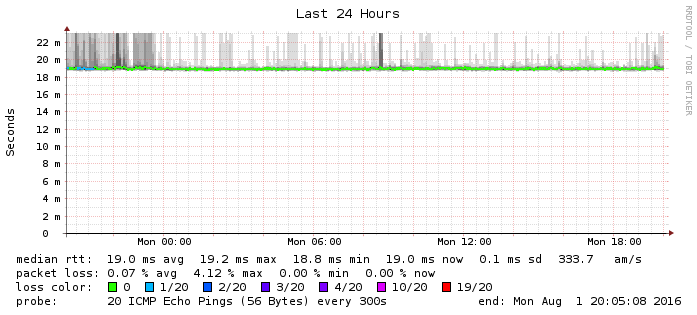 Last 24 Hours
RRDTOOL / TOBI OETIKER
Seconds
22 m
20 m
18 m
16 m
14 m
12 m
10 m
8 m
6 m
4 m
2 m
0
Mon 00:00 Mon 06:00 Mon 12:00 Mon 18:00
median rtt: 19.0 ms avg 19.2 ms max 18.8 ms min 19.0 ms now 0.1 ms sd 333.7 am/s
packet loss: 0.07 % avg 4.12 % max 0.00 % min 0.00 % now
loss color: 0 1/20 2/20 3/20 4/20 10/20 19/20
probe: 20 ICMP Echo Pings (56 Bytes) every 300s end: Mon Aug 1 20:05:08 2016